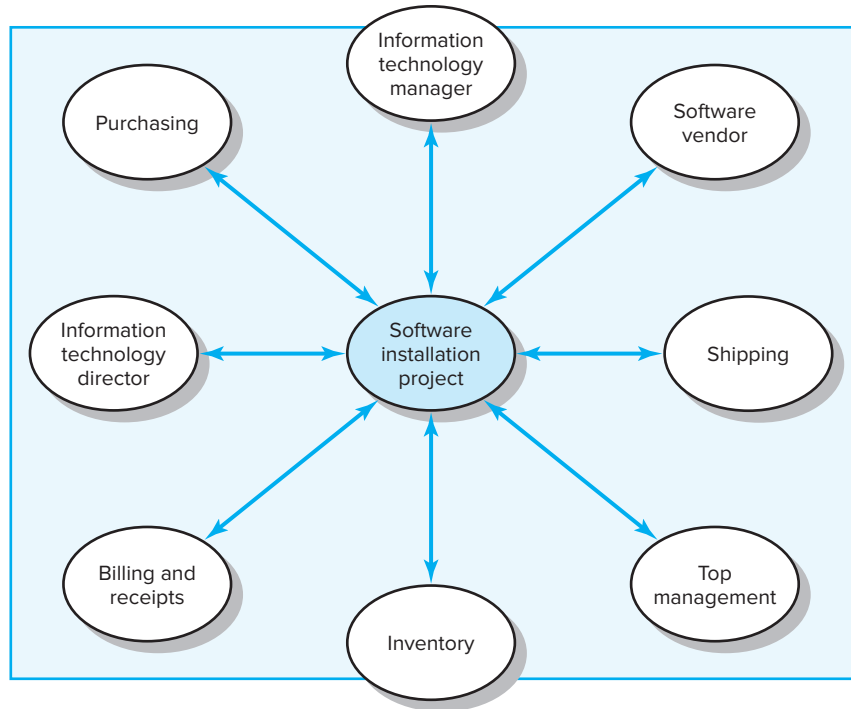 Information
technology
manager
Purchasing
Software
vendor
Information
technology
director
Software
installation
project
Shipping
Billing and
receipts
Inventory
Top
management